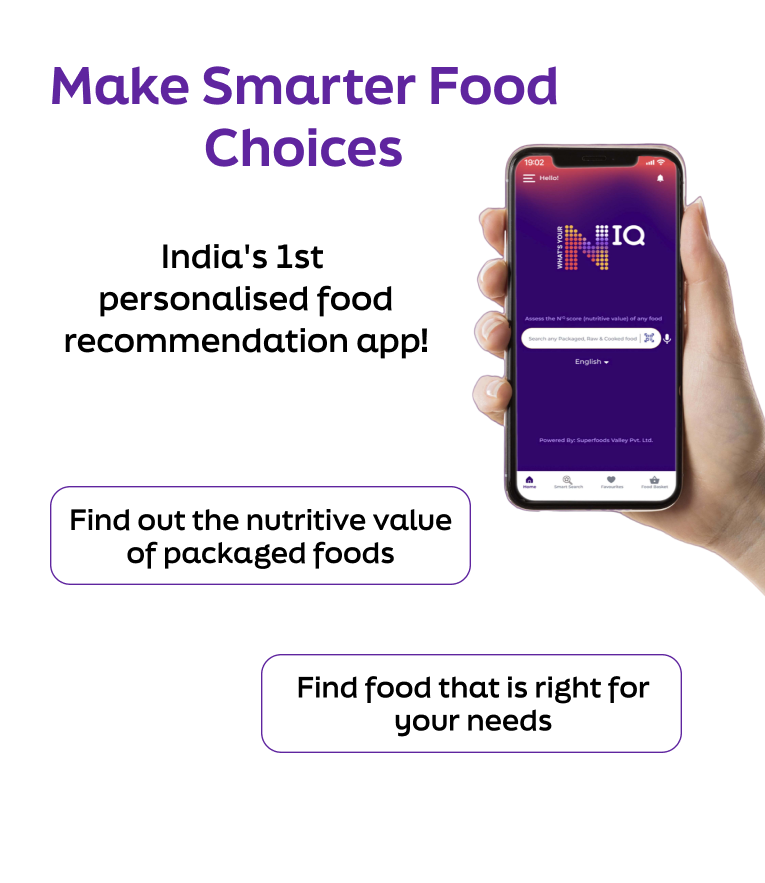 Make Smarter Food
Choices
India's 1st
personalised food
recommendation app!
19:02
Hello!
WHAT'S YOUR
N IQ
Assess the Nᴵᑫ score (nutritive value) of any food
Search any Packaged, Raw & Cooked food
English
Powered By: Superfoods Valley Pvt. Ltd.
Home Smart Search Favourites Food Basket
Find out the nutritive value
of packaged foods
Find food that is right for
your needs